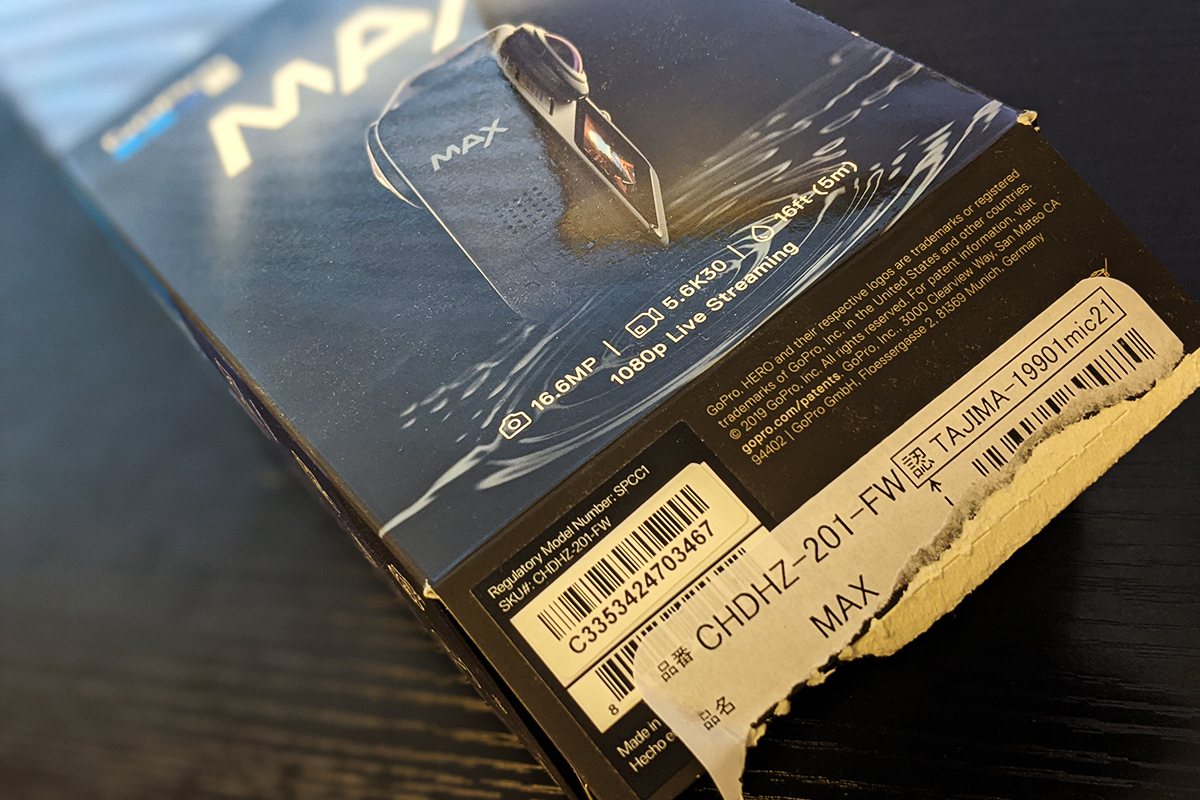 MAX
MAX
16.6MP | 5.6K30 | 16ft (5m)
1080p Live Streaming
GoPro, HERO and their respective logos are trademarks or registered
trademarks of GoPro, Inc. in the United States and other countries.
© 2019 GoPro, Inc. All rights reserved. For patent information, visit
gopro.com/patents. GoPro, Inc., 3000 Clearview Way, San Mateo CA
94402 | GoPro GmbH, Floessergasse 2, 81369 Munich, Germany
Regulatory Model Number: SPCC1
SKU#: CHDHZ-201-FW
C3353424703467
8
Made in
Hecho e
認 TAJIMA-19901mic21
品番 CHDHZ-201-FW
品名 MAX